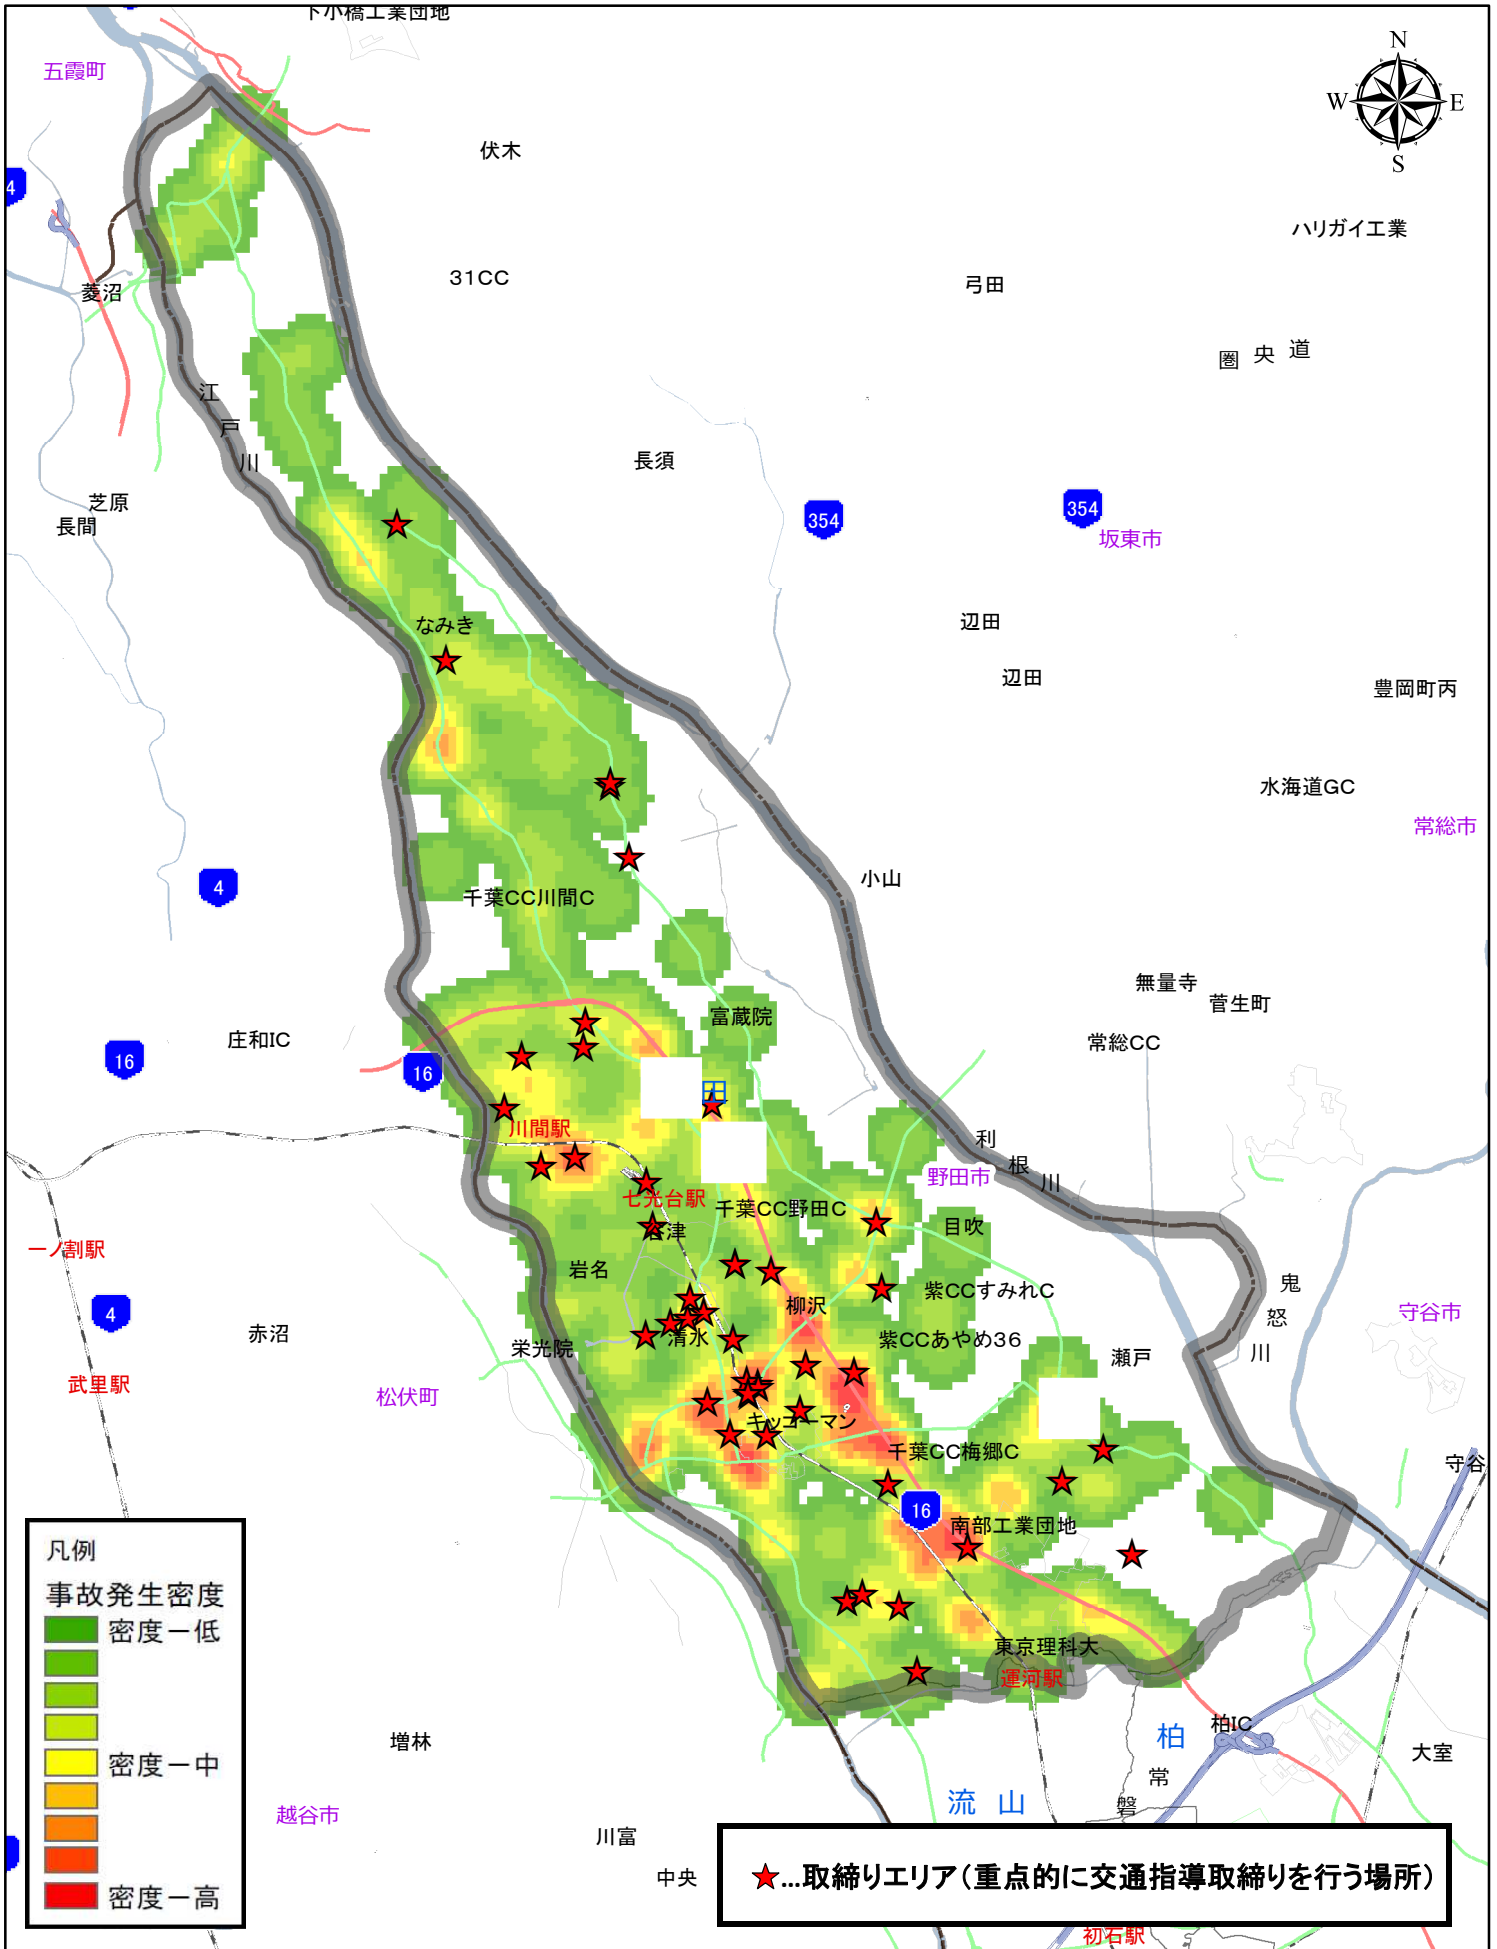 下小橋工業団地
五霞町
N
W
E
S
伏木
4
ハリガイ工業
31CC
弓田
菱沼
圏央道
江戸川
長須
芝原
長間
354
354
坂東市
なみき
辺田
辺田
豊岡町丙
水海道GC
常総市
小山
4
千葉CC川間C
無量寺
菅生町
富蔵院
庄和IC
常総CC
16
16
田
川間駅
利根川
野田市
七光台駅
千葉CC野田C
目吹
谷津
一ノ割駅
岩名
紫CCすみれC
鬼怒川
柳沢
4
守谷市
赤沼
清水
紫CCあやめ36
栄光院
瀬戸
武里駅
松伏町
キッコーマン
千葉CC梅郷C
守谷
16
南部工業団地
凡例
事故発生密度
密度－低
密度－中
密度－高
東京理科大
運河駅
柏IC
柏
増林
大室
常磐
流山
越谷市
川富
中央
★…取締りエリア（重点的に交通指導取締りを行う場所）
初石駅